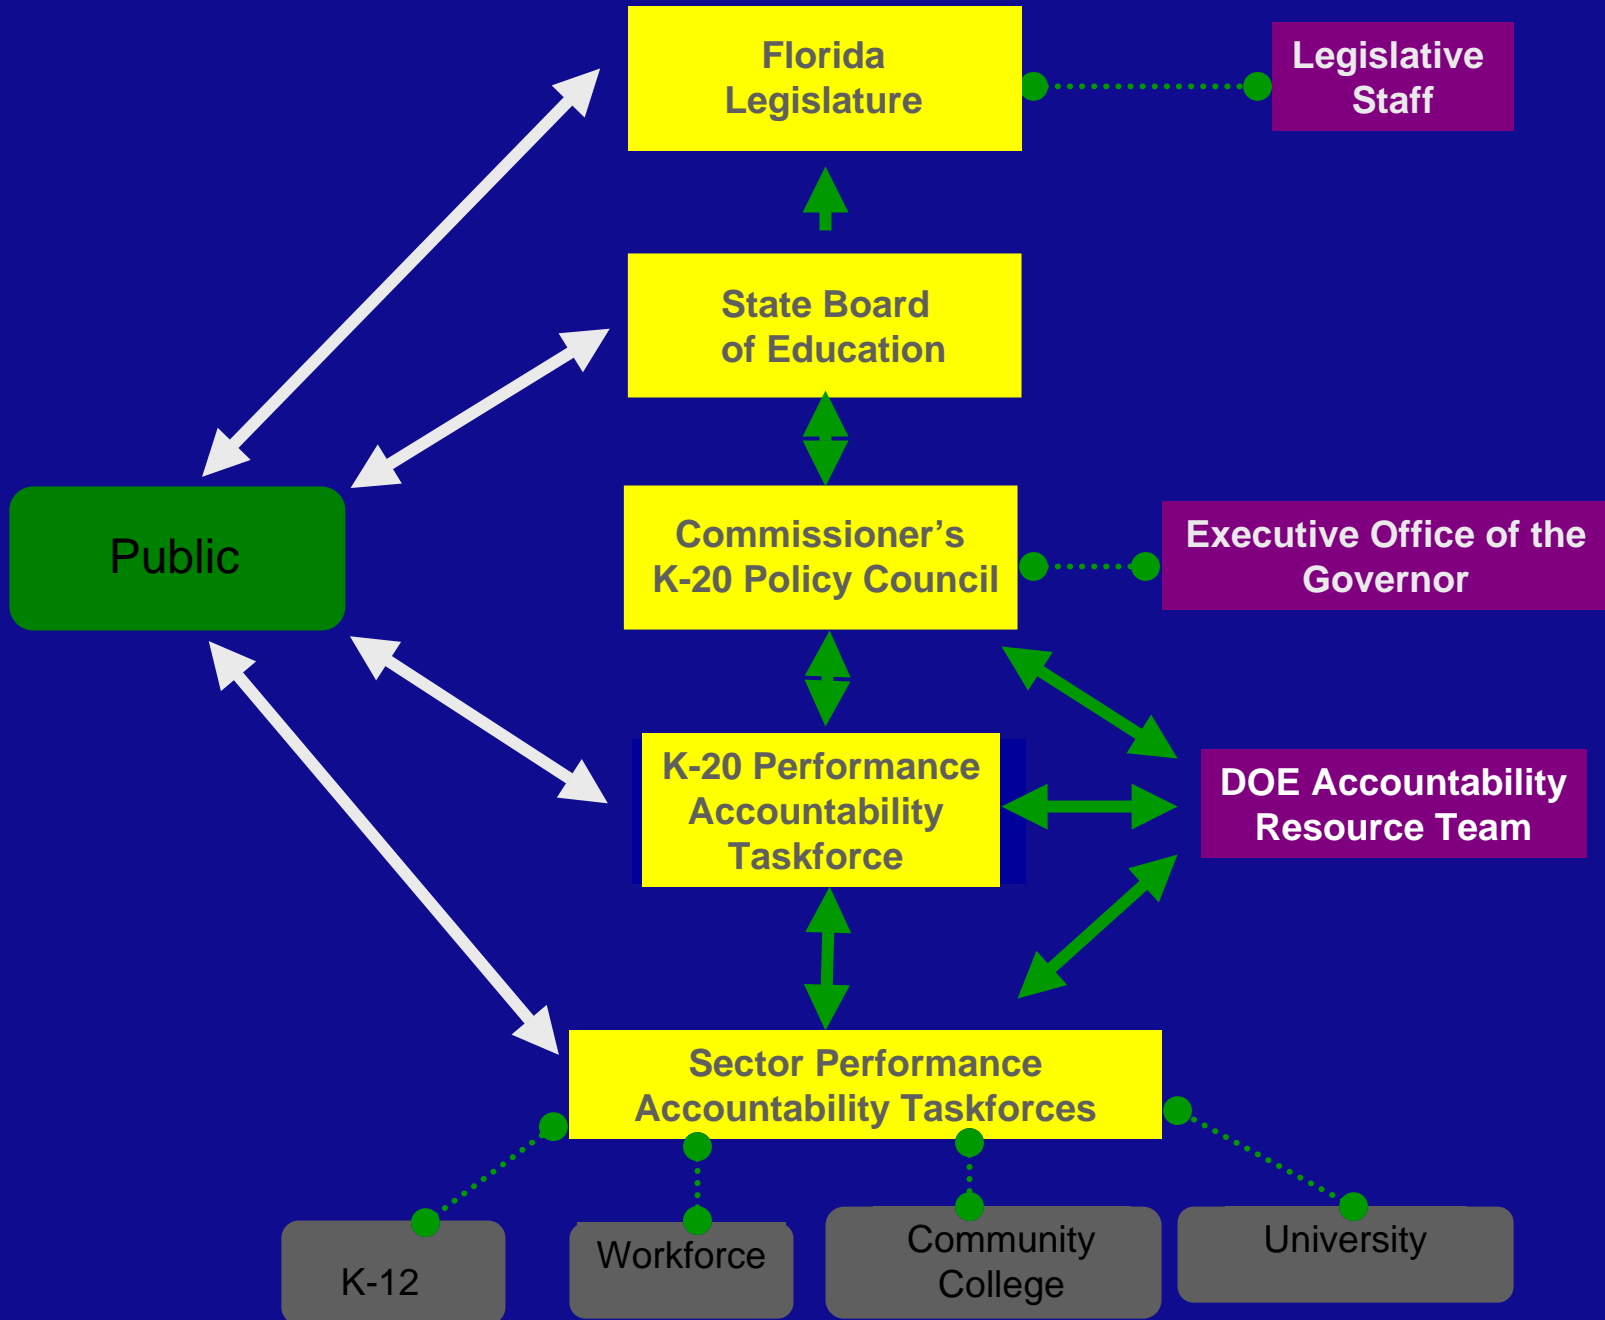 Florida
Legislature
Legislative
Staff
State Board
of Education
Public
Commissioner’s
K-20 Policy Council
Executive Office of the
Governor
K-20 Performance
Accountability
Taskforce
DOE Accountability
Resource Team
Sector Performance
Accountability Taskforces
K-12
Workforce
Community
College
University